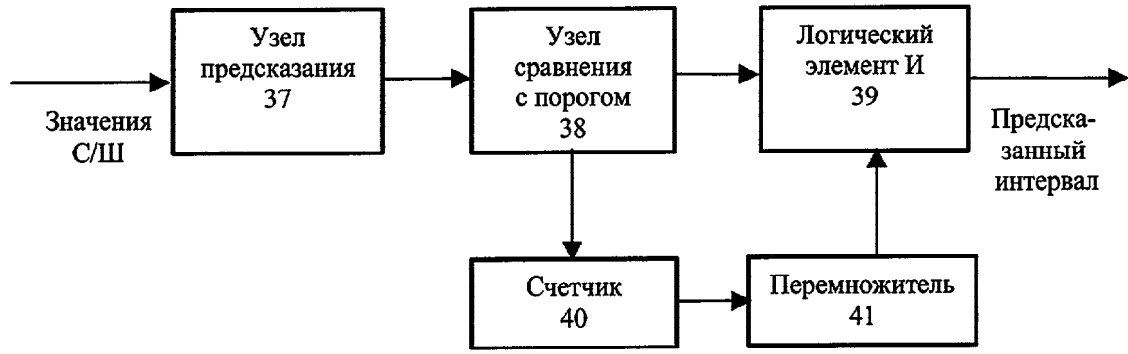 Узел
предсказания
37
Узел
сравнения
с порогом
38
Логический
элемент И
39
Значения
С/Ш
Предска-
занный
интервал
Счетчик
40
Перемножитель
41